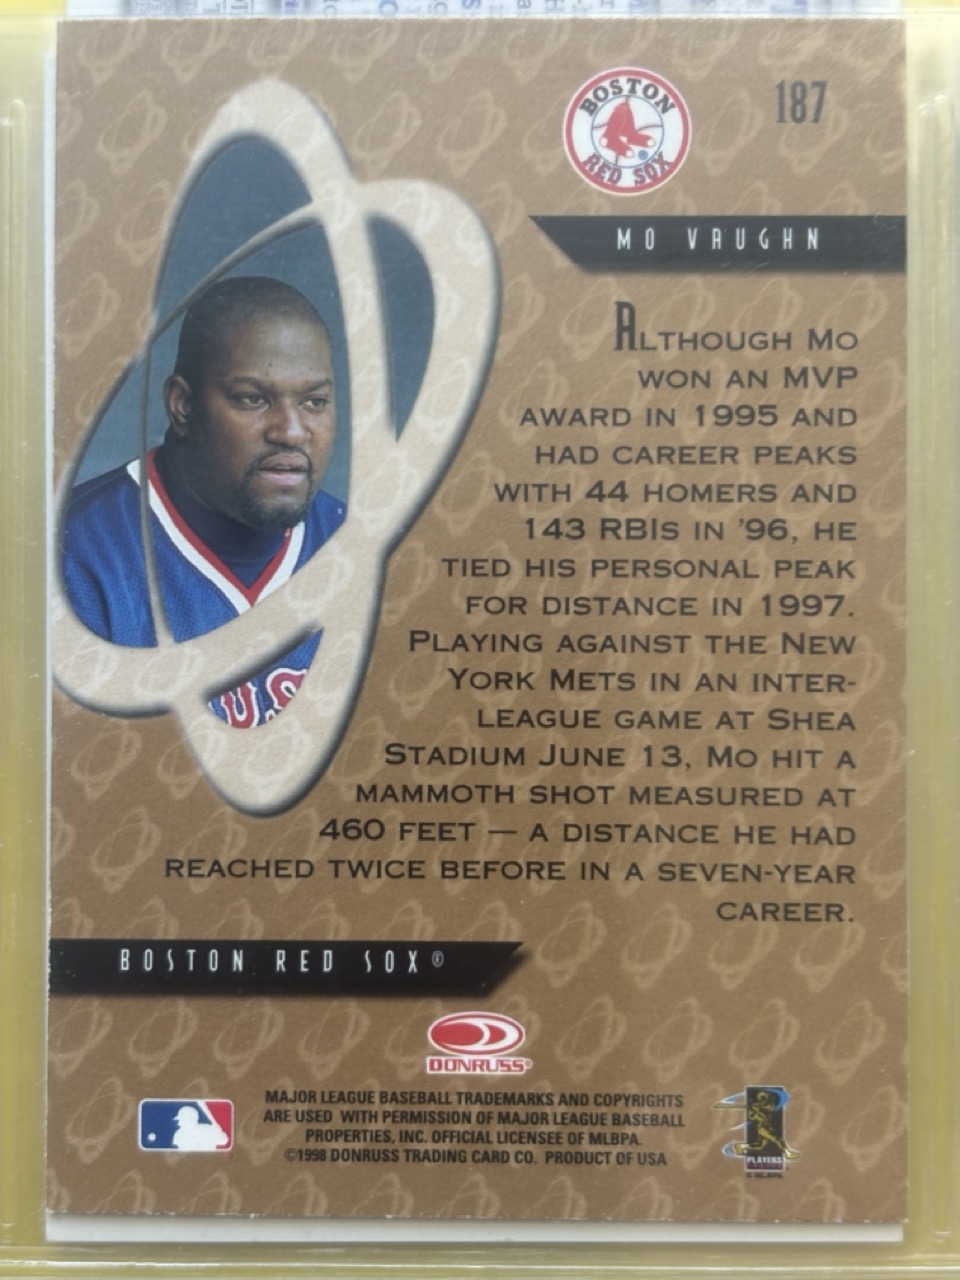 BOSTON
RED SOX
187
MO VAUGHN
ALTHOUGH MO
WON AN MVP
AWARD IN 1995 AND
HAD CAREER PEAKS
WITH 44 HOMERS AND
143 RBIS IN '96, HE
TIED HIS PERSONAL PEAK
FOR DISTANCE IN 1997.
PLAYING AGAINST THE NEW
YORK METS IN AN INTER-
LEAGUE GAME AT SHEA
STADIUM JUNE 13, MO HIT A
MAMMOTH SHOT MEASURED AT
460 FEET — A DISTANCE HE HAD
REACHED TWICE BEFORE IN A SEVEN-YEAR
CAREER.
BOSTON RED SOX®
DONRUSS®
MAJOR LEAGUE BASEBALL TRADEMARKS AND COPYRIGHTS
ARE USED WITH PERMISSION OF MAJOR LEAGUE BASEBALL
PROPERTIES, INC. OFFICIAL LICENSEE OF MLBPA.
©1998 DONRUSS TRADING CARD CO. PRODUCT OF USA
PLAYERS
© MLBPA